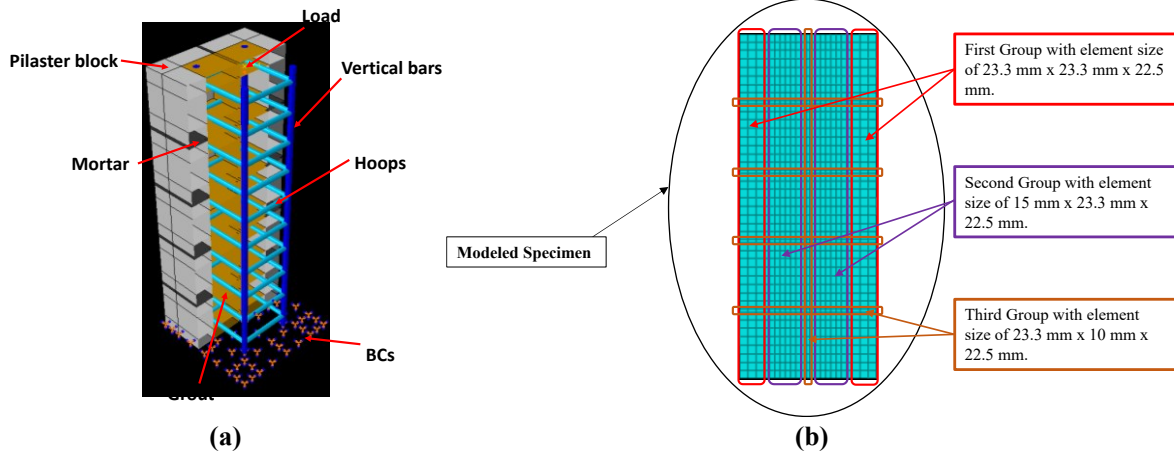 Load
Pilaster block
Vertical bars
Mortar
Hoops
BCs
Grout
(a)
Modeled Specimen
First Group with element size
of 23.3 mm x 23.3 mm x 22.5
mm.
Second Group with element
size of 15 mm x 23.3 mm x
22.5 mm.
Third Group with element
size of 23.3 mm x 10 mm x
22.5 mm.
(b)